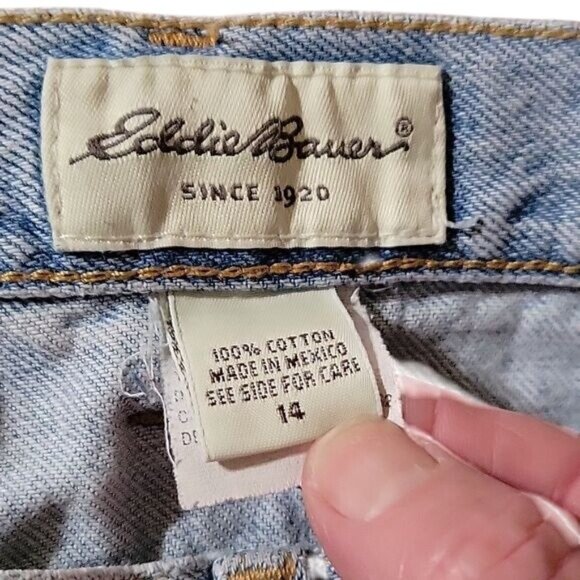 Eddie Bauer®
SINCE 1920
100% COTTON
MADE IN MEXICO
SEE SIDE FOR CARE
14